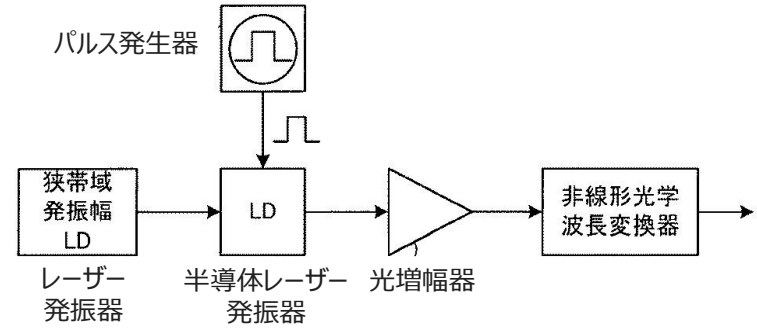 パルス発生器
狭帯域
発振幅
LD
LD
非線形光学
波長変換器
レーザー
発振器
半導体レーザー
発振器
光増幅器